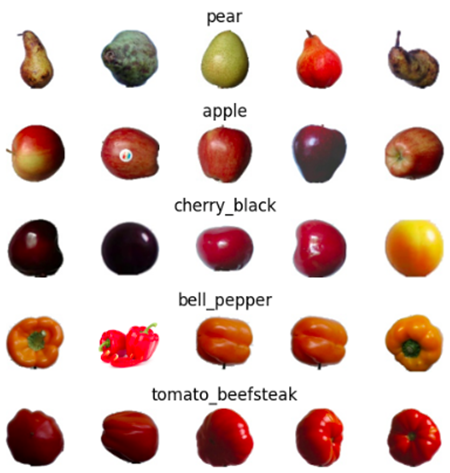 pear
apple
cherry_black
bell_pepper
tomato_beefsteak